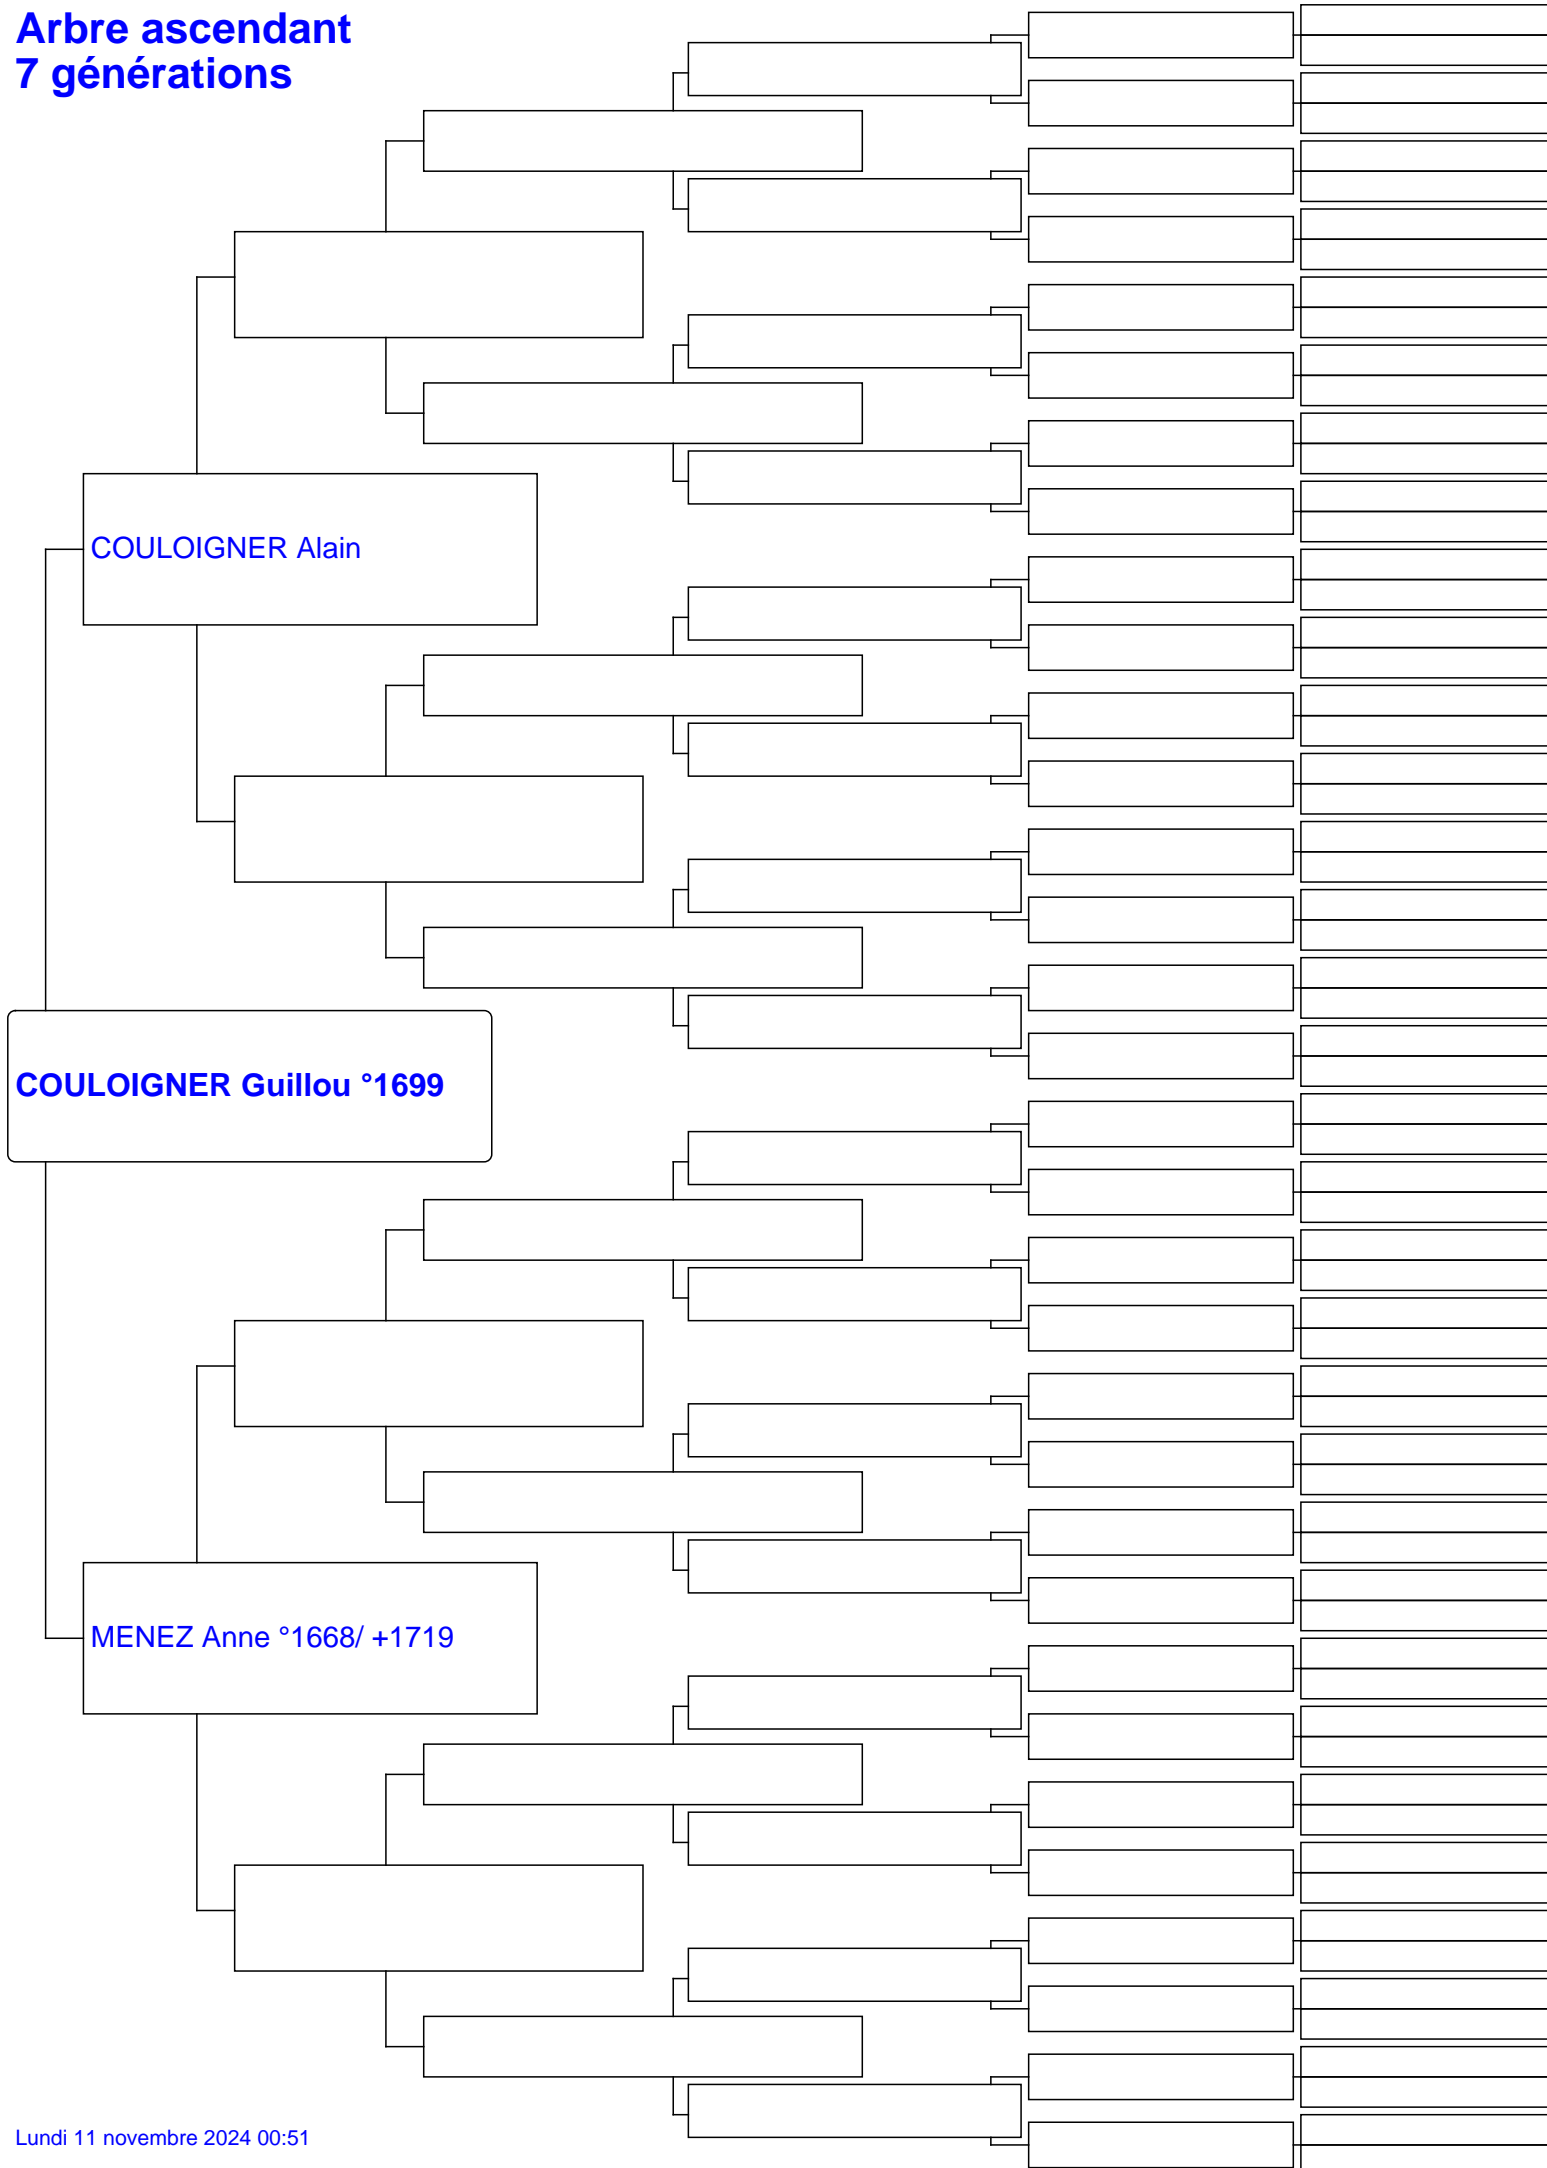 Arbre ascendant
7 générations
COULOIGNER Alain
COULOIGNER Guillou °1699
MENEZ Anne °1668/ +1719
Lundi 11 novembre 2024 00:51